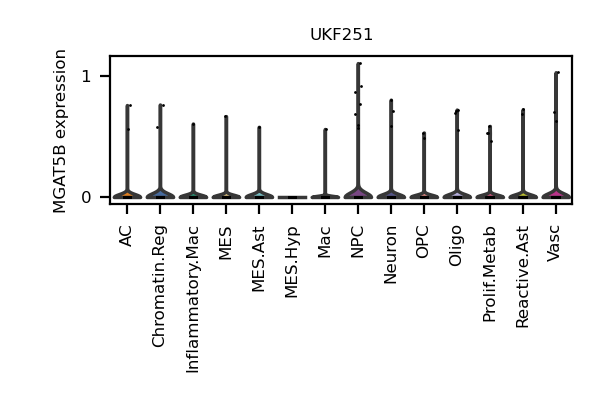 UKF251
MGAT5B expression
1
0
AC
Chromatin.Reg
Inflammatory.Mac
MES
MES.Ast
MES.Hyp
Mac
NPC
Neuron
OPC
Oligo
Prolif.Metab
Reactive.Ast
Vasc